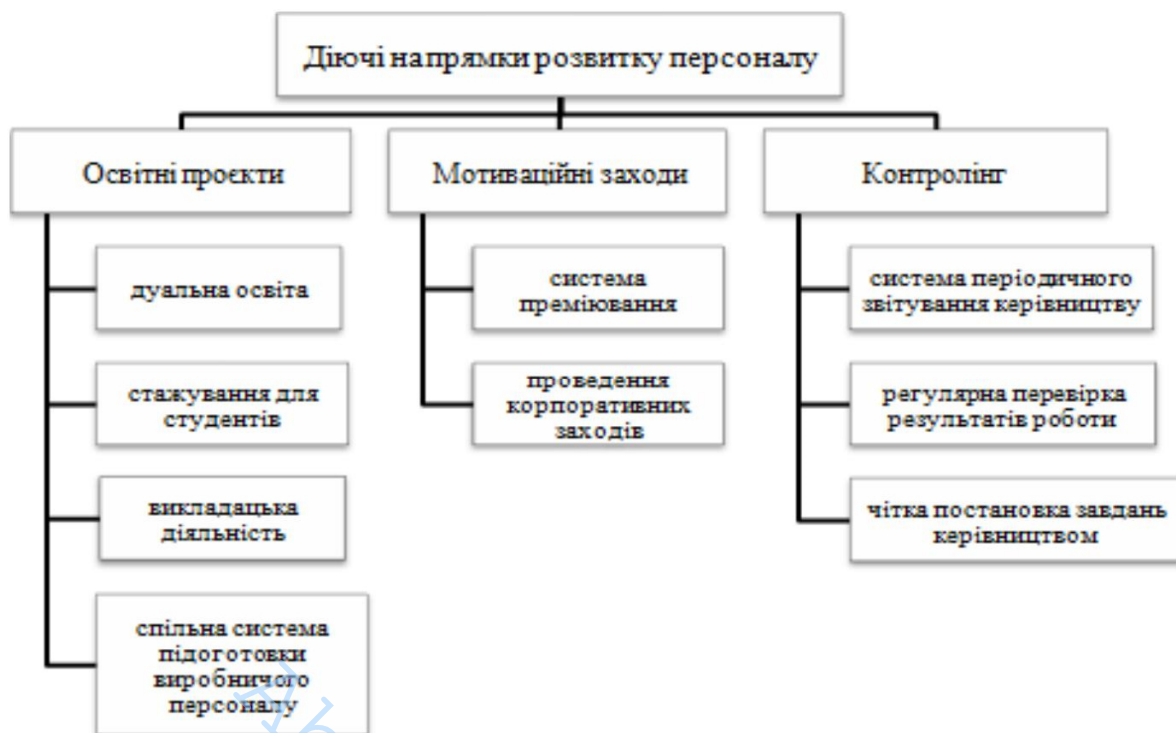 Діючі напрямки розвитку персоналу
Освітні проєкти
Мотиваційні заходи
Контролінг
дуальна освіта
стажування для
студентів
викладацька
діяльність
спільна система
підоготовки
виробничого
персоналу
система
преміювання
проведення
корпоративних
заходів
система періодичного
звітування керівництву
регулярна перевірка
результатів роботи
чітка постановка завдань
керівництвом